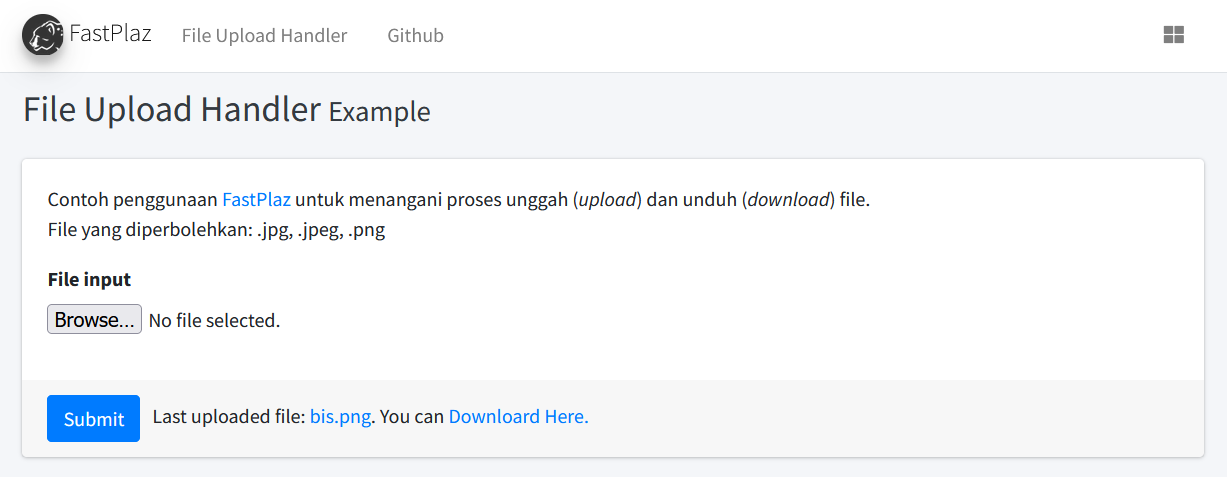 FastPlaz File Upload Handler Github
File Upload Handler Example
Contoh penggunaan FastPlaz untuk menangani proses unggah (upload) dan unduh (download) file.
File yang diperbolehkan: .jpg, .jpeg, .png
File input
Browse... No file selected.
Submit Last uploaded file: bis.png. You can Downloard Here.